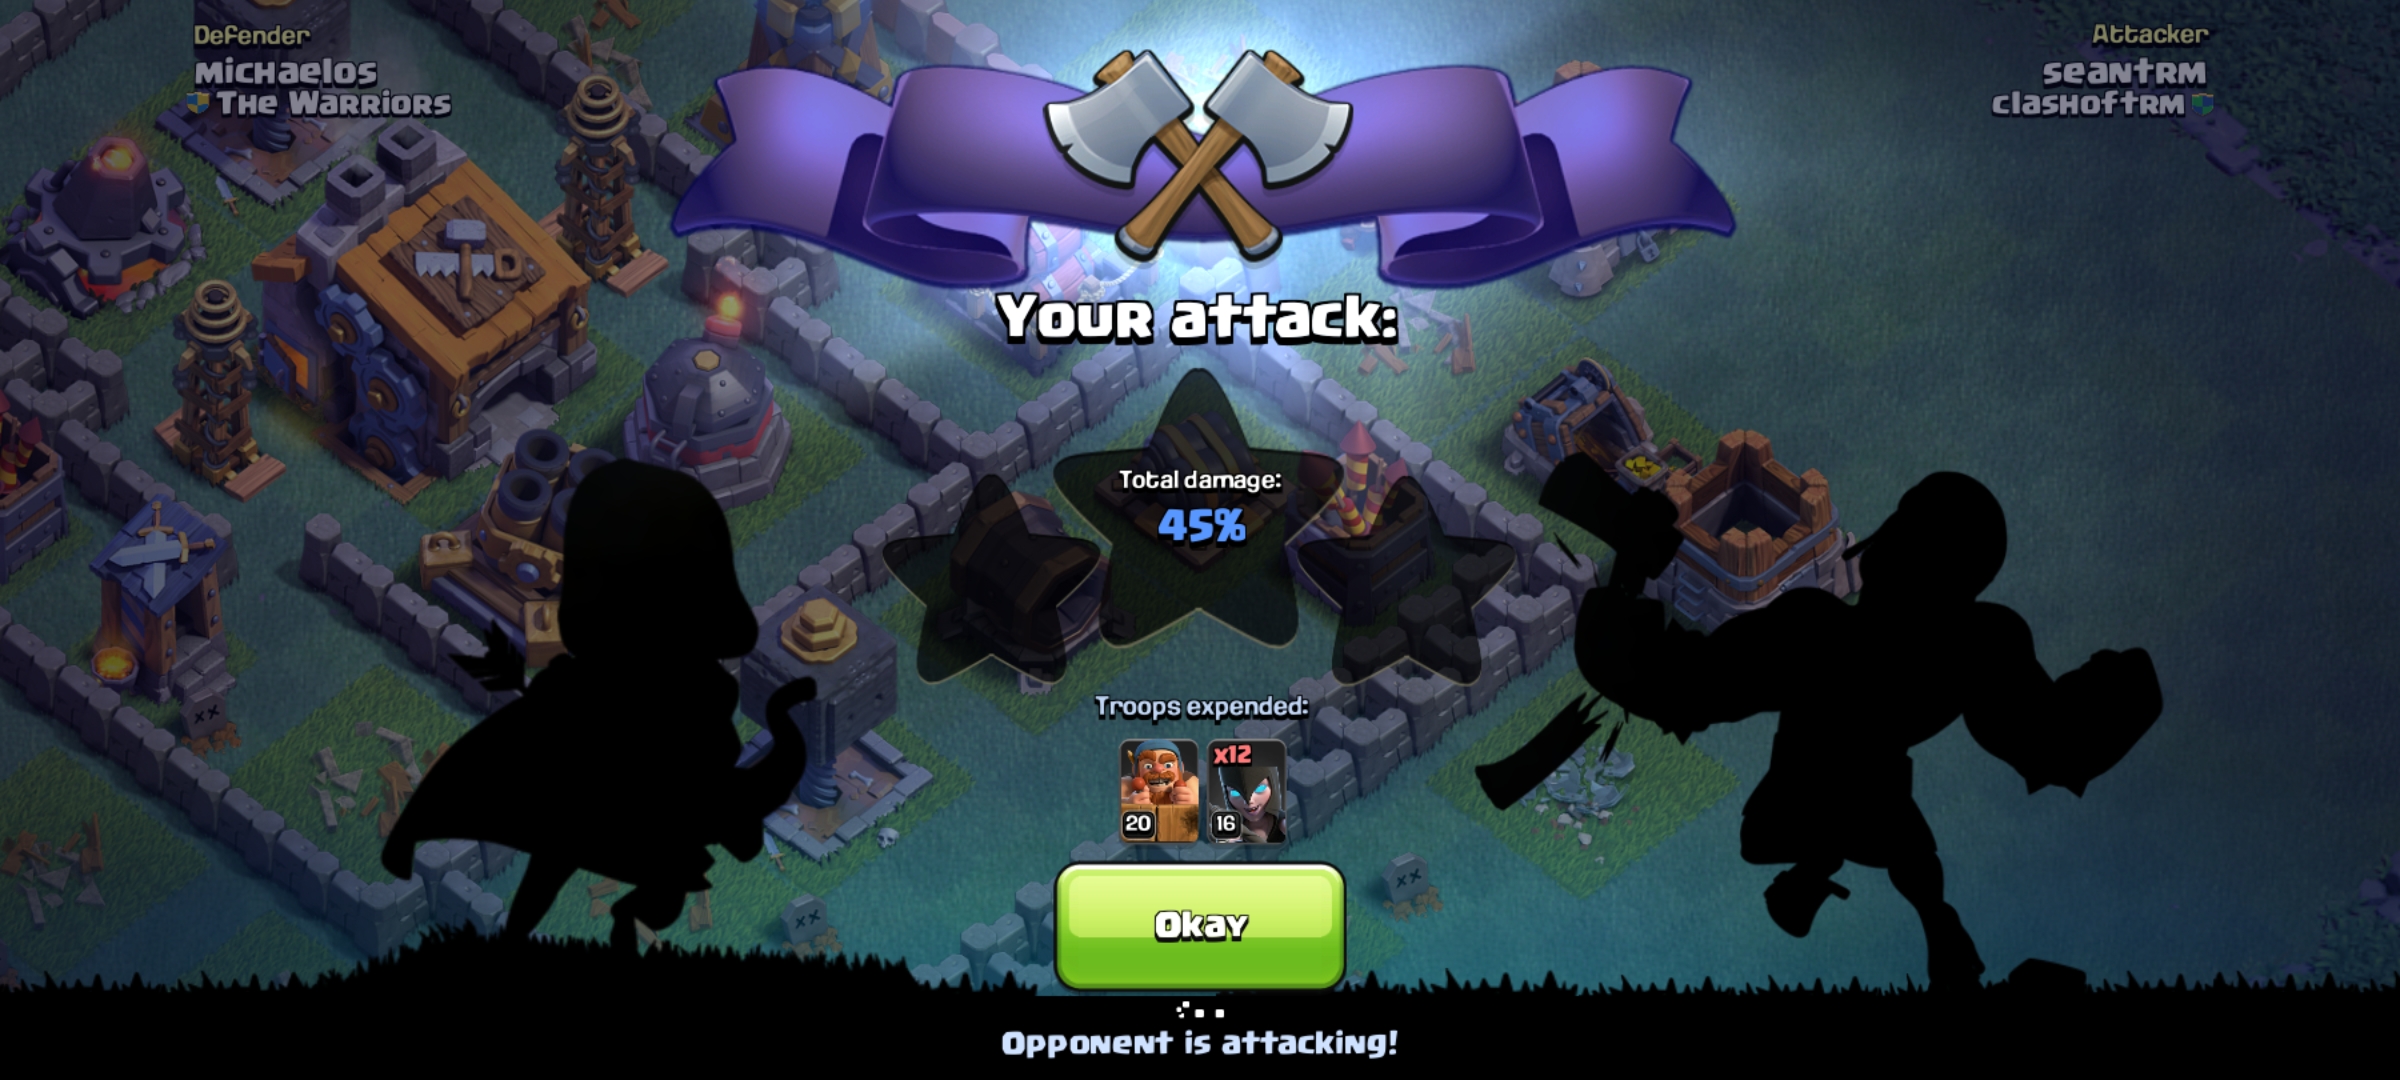 Defender
Michaelos
The Warriors
Attacker
seantrm
clashoftrm
Your attack:
Total damage:
45%
Troops expended:
x12
20
16
Okay
Opponent is attacking!